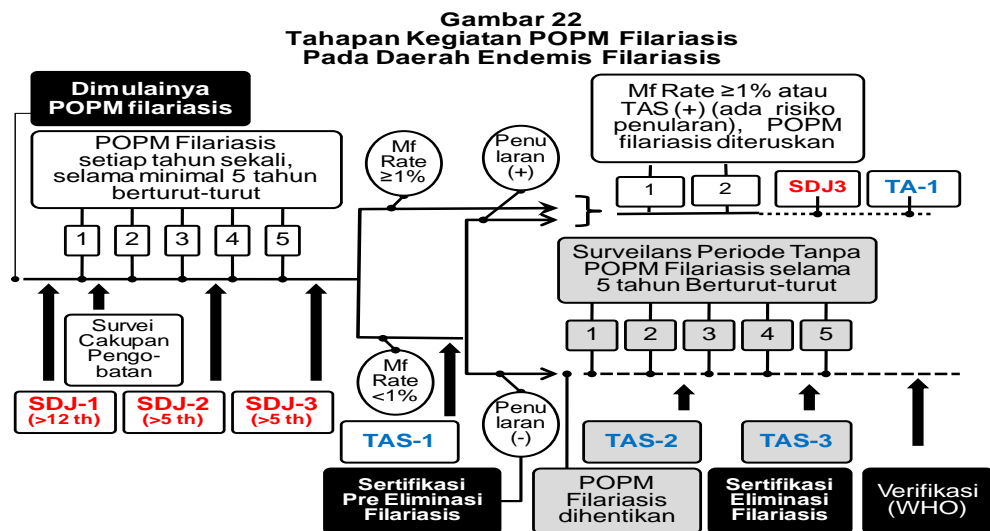 Gambar 22
Tahapan Kegiatan POPM Filariasis
Pada Daerah Endemis Filariasis
Dimulainya
POPM filariasis
POPM Filariasis
setiap tahun sekali,
selama minimal 5 tahun
berturut-turut
1 2 3 4 5
Survei
Cakupan
Pengo-
batan
SDJ-1
(>12 th)
SDJ-2
(>5 th)
SDJ-3
(>5 th)
Mf
Rate
≥1%
Mf
Rate
<1%
Penu
laran
(+)
Penu
laran
(-)
TAS-1
Sertifikasi
Pre Eliminasi
Filariasis
Mf Rate ≥1% atau
TAS (+) (ada risiko
penularan), POPM
filariasis diteruskan
1 2 SDJ3 TA-1
Surveilans Periode Tanpa
POPM Filariasis selama
5 tahun Berturut-turut
1 2 3 4 5
TAS-2
TAS-3
POPM
Filariasis
dihentikan
Sertifikasi
Eliminasi
Filariasis
Verifikasi
(WHO)